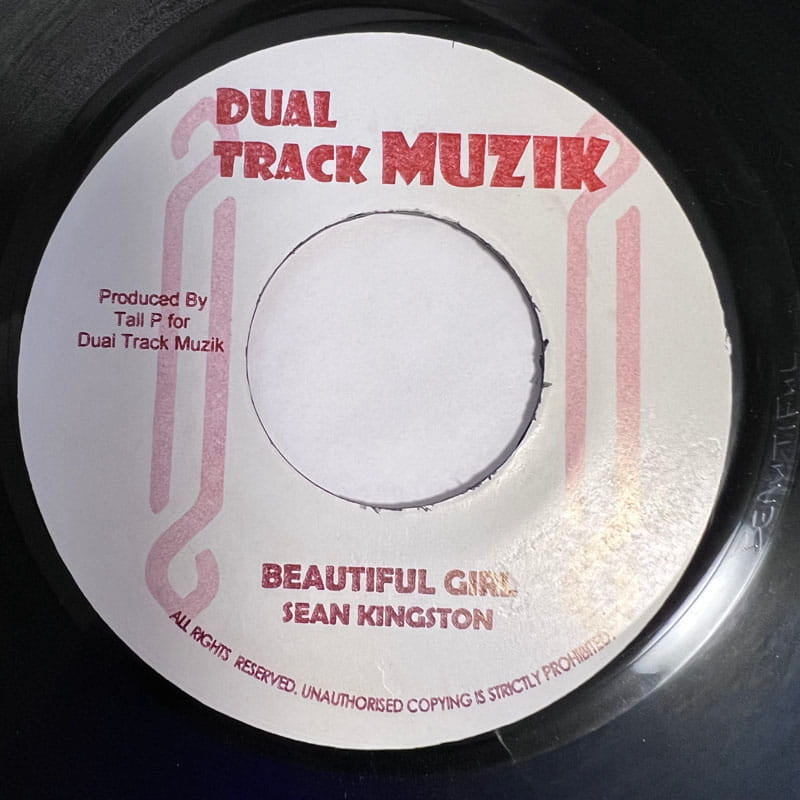 DUAL
TRACK MUZIK
Produced By
Tall P for
Dual Track Muzik
BEAUTIFUL GIRL
SEAN KINGSTON
ALL RIGHTS RESERVED. UNAUTHORISED COPYING IS STRICTLY PROHIBITED.
BEAUTIFUL